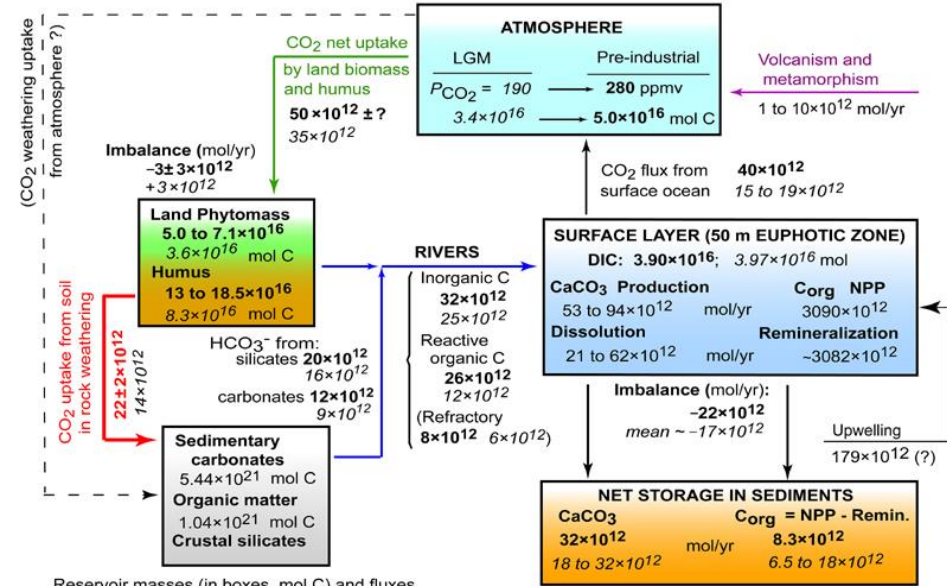 (CO2 weathering uptake
from atmosphere ?)
CO2 net uptake
by land biomass
and humus
50×10^12 ±?
35×10^12
ATMOSPHERE
LGM Pre-industrial
PCO2 = 190 280 ppmv
3.4×10^16 5.0×10^16 mol C
Volcanism and
metamorphism
1 to 10×10^12 mol/yr
Imbalance (mol/yr)
−3±3×10^12
+3×10^12
CO2 flux from
surface ocean
40×10^12
15 to 19×10^12
Land Phytomass
5.0 to 7.1×10^16
3.6×10^16 mol C
Humus
13 to 18.5×10^16
8.3×10^16 mol C
RIVERS
Inorganic C
32×10^12
25×10^12
Reactive
organic C
26×10^12
12×10^12
(Refractory
8×10^12 6×10^12)
SURFACE LAYER (50 m EUPHOTIC ZONE)
DIC: 3.90×10^16; 3.97×10^16 mol
CaCO3 Production Corg NPP
53 to 94×10^12 mol/yr 3090×10^12
Dissolution Remineralization
21 to 62×10^12 mol/yr ~3082×10^12
CO2 uptake from soil
in rock weathering
22±2×10^12
14×10^12
HCO3− from:
silicates 20×10^12
16×10^12
carbonates 12×10^12
9×10^12
Imbalance (mol/yr):
−22×10^12
mean ~ −17×10^12
Upwelling
179×10^12 (?)
Sedimentary
carbonates
5.44×10^21 mol C
Organic matter
1.04×10^21 mol C
Crustal silicates
NET STORAGE IN SEDIMENTS
CaCO3 Corg = NPP - Remin.
32×10^12 mol/yr 8.3×10^12
18 to 32×10^12 6.5 to 18×10^12
Reservoir masses (in boxes, mol C) and fluxes